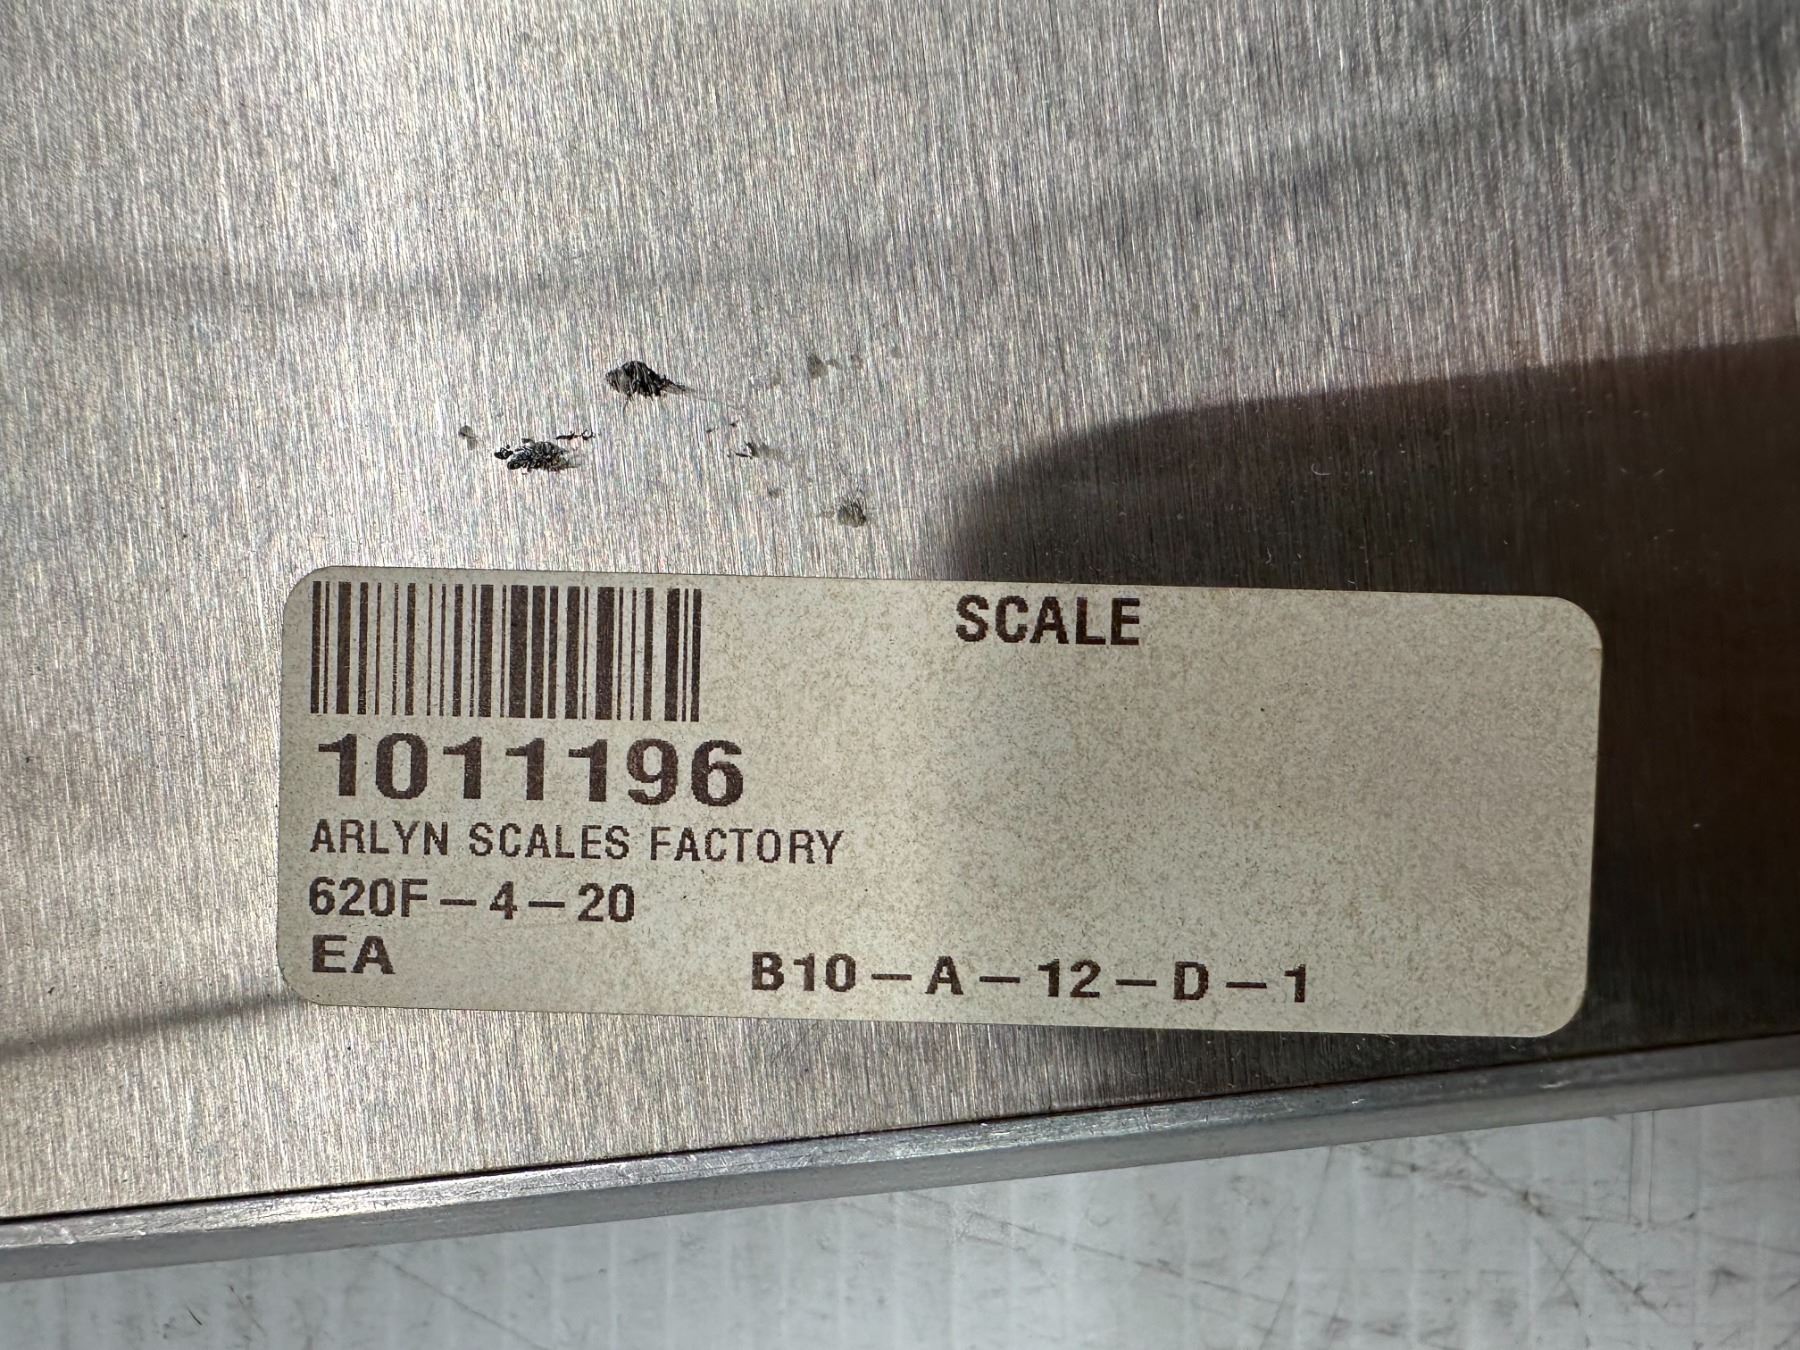 SCALE
1011196
ARLYN SCALES FACTORY
620F-4-20
EA
B10-A-12-D-1